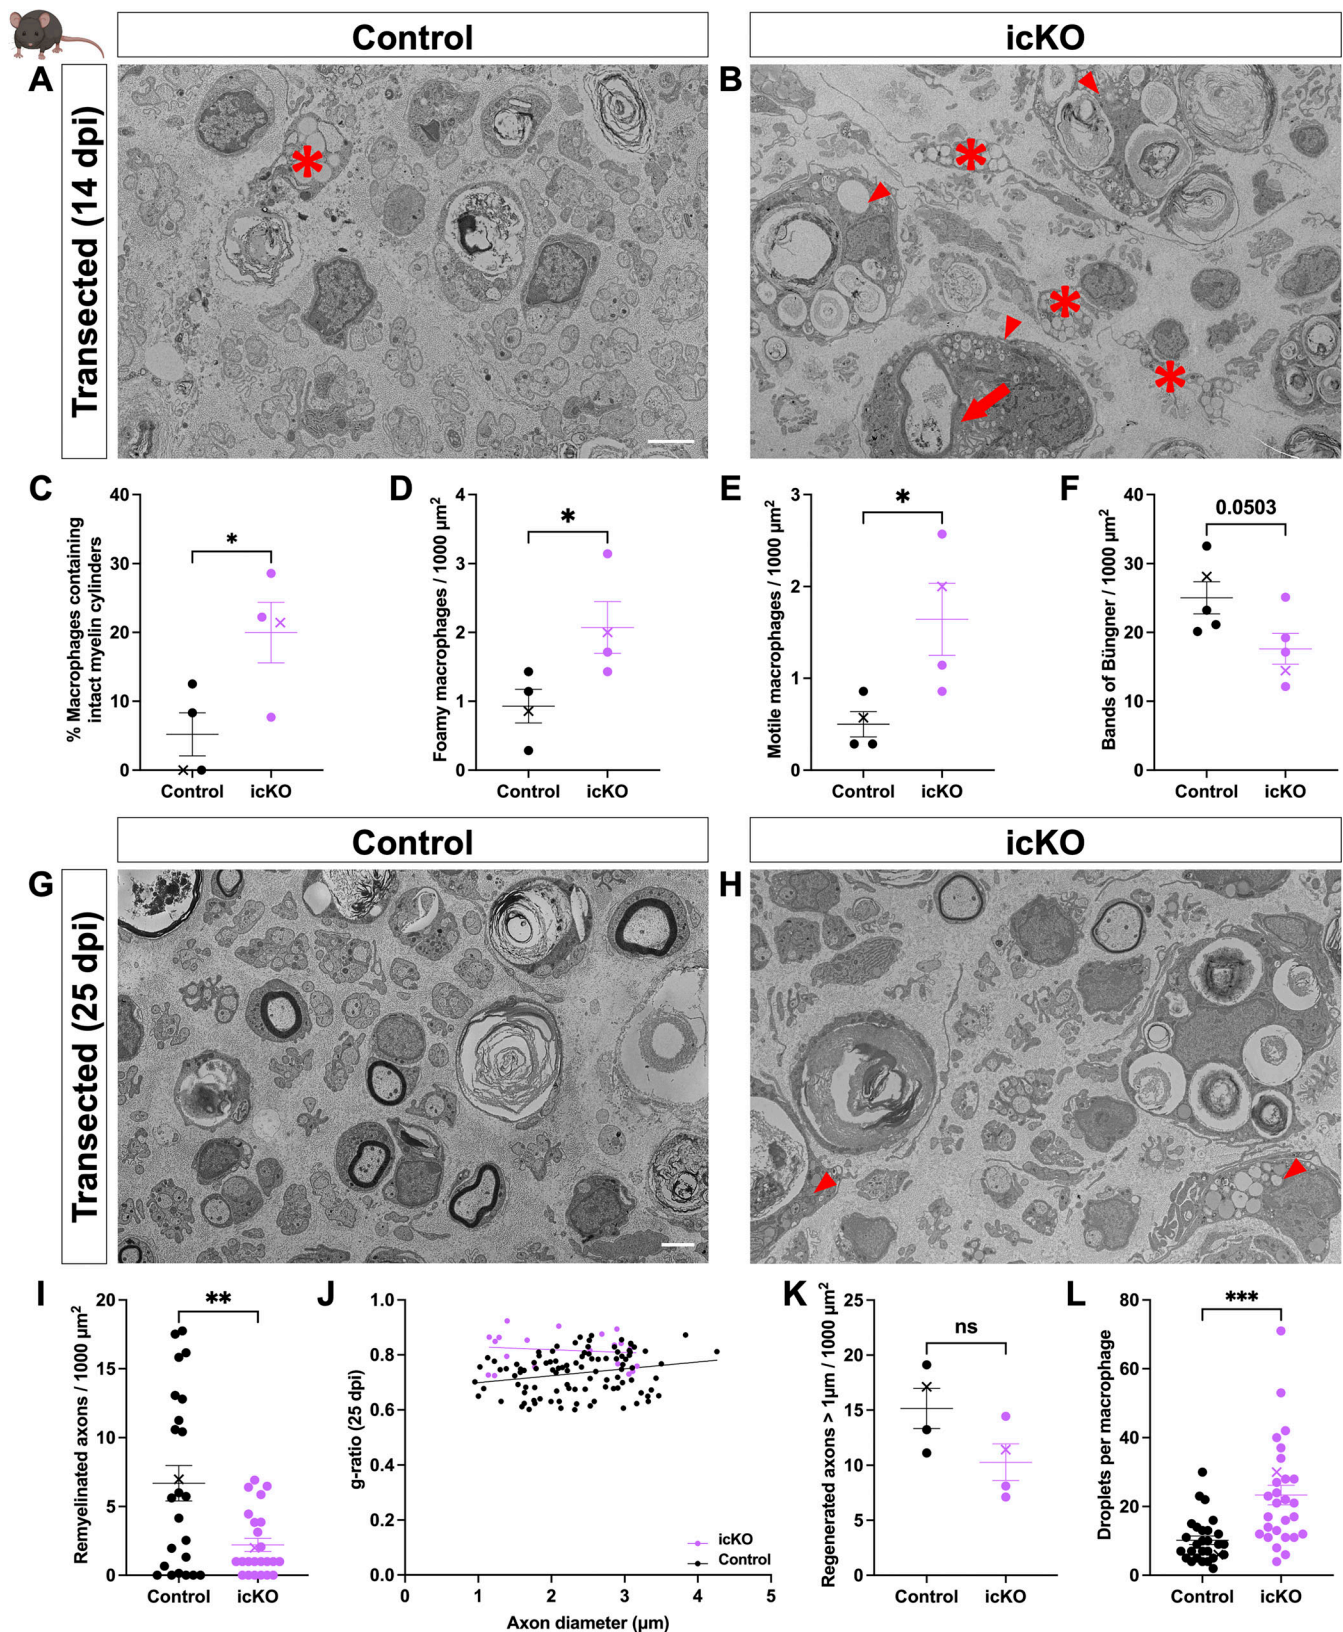 Control
icKO
A
B
Transected (14 dpi)
*
*
*
*
C
D
E
F
% Macrophages containing
intact myelin cylinders
40
30
20
10
0
*
Control
icKO
Foamy macrophages / 1000 µm²
4
3
2
1
0
*
Control
icKO
Motile macrophages / 1000 µm²
3
2
1
0
*
Control
icKO
Bands of Büngner / 1000 µm²
40
30
20
10
0
0.0503
Control
icKO
Control
icKO
G
H
Transected (25 dpi)
I
J
K
L
Remyelinated axons / 1000 µm²
20
15
10
5
0
**
Control
icKO
g-ratio (25 dpi)
1.0
0.8
0.6
0.4
0.2
0.0
icKO
Control
0
1
2
3
4
5
Axon diameter (µm)
Regenerated axons > 1µm / 1000 µm²
25
20
15
10
5
0
ns
Control
icKO
Droplets per macrophage
80
60
40
20
0
***
Control
icKO